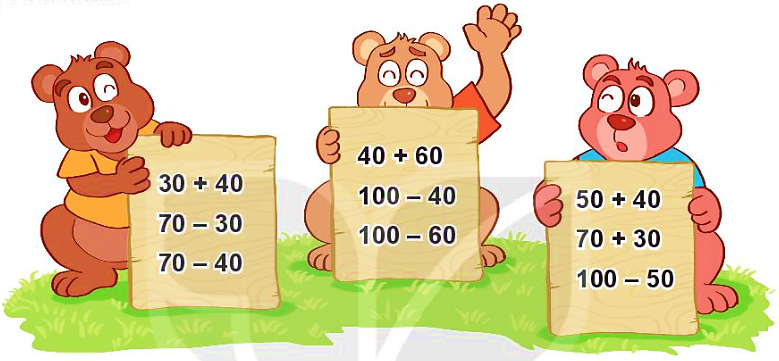 30 + 40
70 – 30
70 – 40
40 + 60
100 – 40
100 – 60
50 + 40
70 + 30
100 – 50